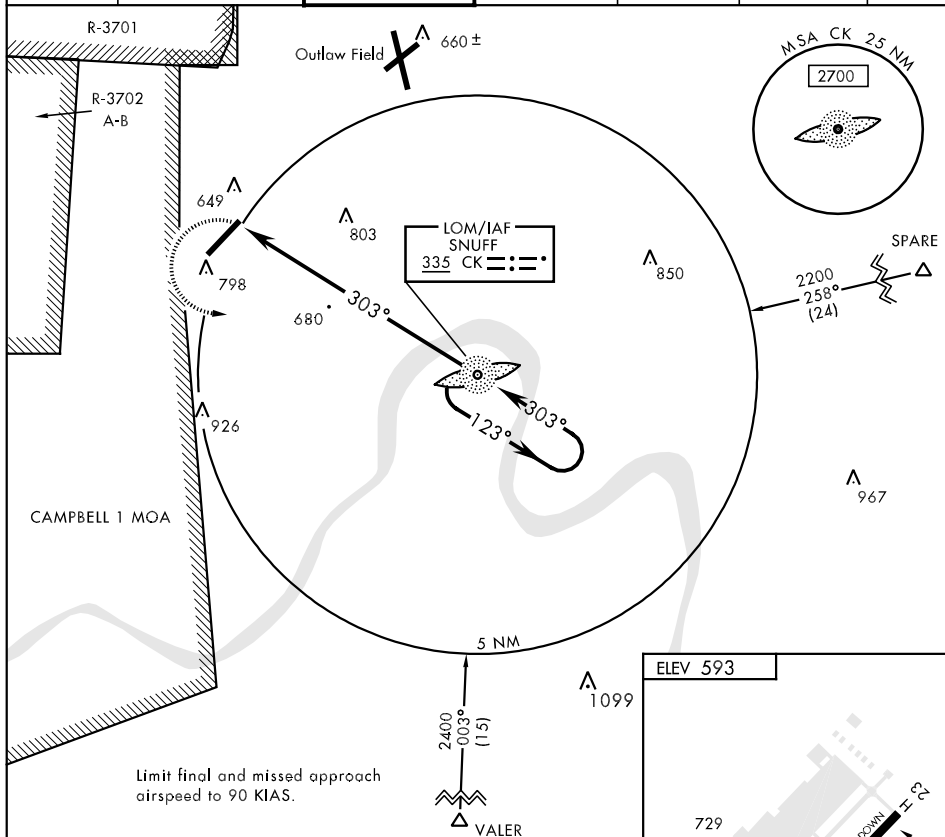 R-3701
Outlaw Field
660 ±
MSA CK 25 NM
2700
R-3702
A-B
649
803
LOM/IAF
SNUFF
335 CK
850
SPARE
2200
258°
(24)
798
680
303°
303°
123°
926
967
CAMPBELL 1 MOA
5 NM
ELEV 593
1099
2400
003°
(15)
Limit final and missed approach
airspeed to 90 KIAS.
VALER
729
DOWN
H 23